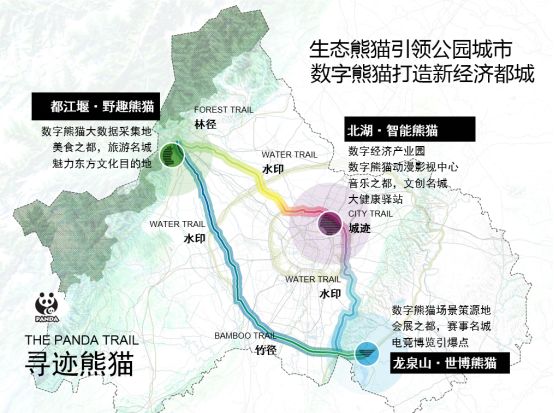 生态熊猫引领公园城市
数字熊猫打造新经济都城
都江堰·野趣熊猫
数字熊猫大数据采集地
美食之都，旅游名城
魅力东方文化目的地
FOREST TRAIL
林径
WATER TRAIL
水印
北湖·智能熊猫
数字经济产业园
数字熊猫动漫影视中心
音乐之都，文创名城
大健康驿站
CITY TRAIL
城迹
WATER TRAIL
水印
WATER TRAIL
水印
BAMBOO TRAIL
竹径
数字熊猫场景策源地
会展之都，赛事名城
电竞博览引爆点
龙泉山·世博熊猫
PANDA
THE PANDA TRAIL
寻迹熊猫